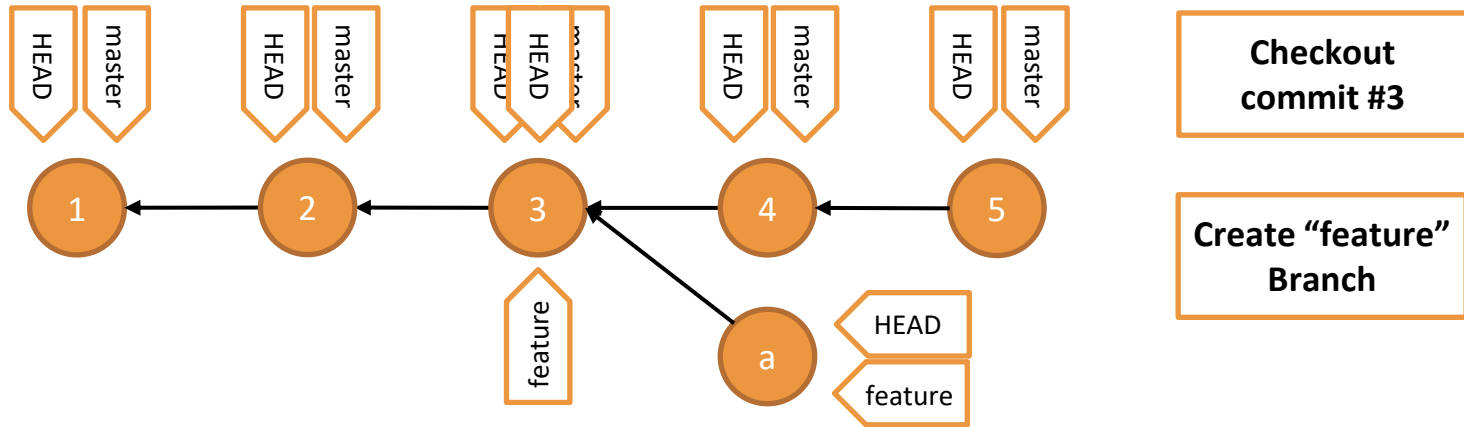 HEAD
master
HEAD
master
HEAD
HEAD
master
HEAD
master
HEAD
master
Checkout
commit #3
1
2
3
4
5
Create “feature”
Branch
feature
a
HEAD
feature